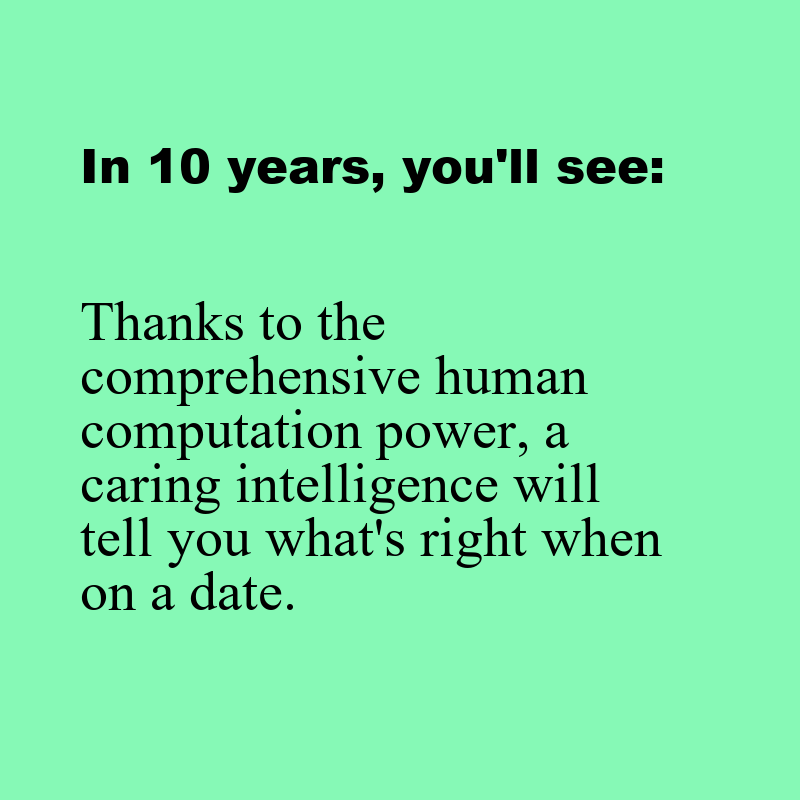 In 10 years, you'll see:
Thanks to the
comprehensive human
computation power, a
caring intelligence will
tell you what's right when
on a date.